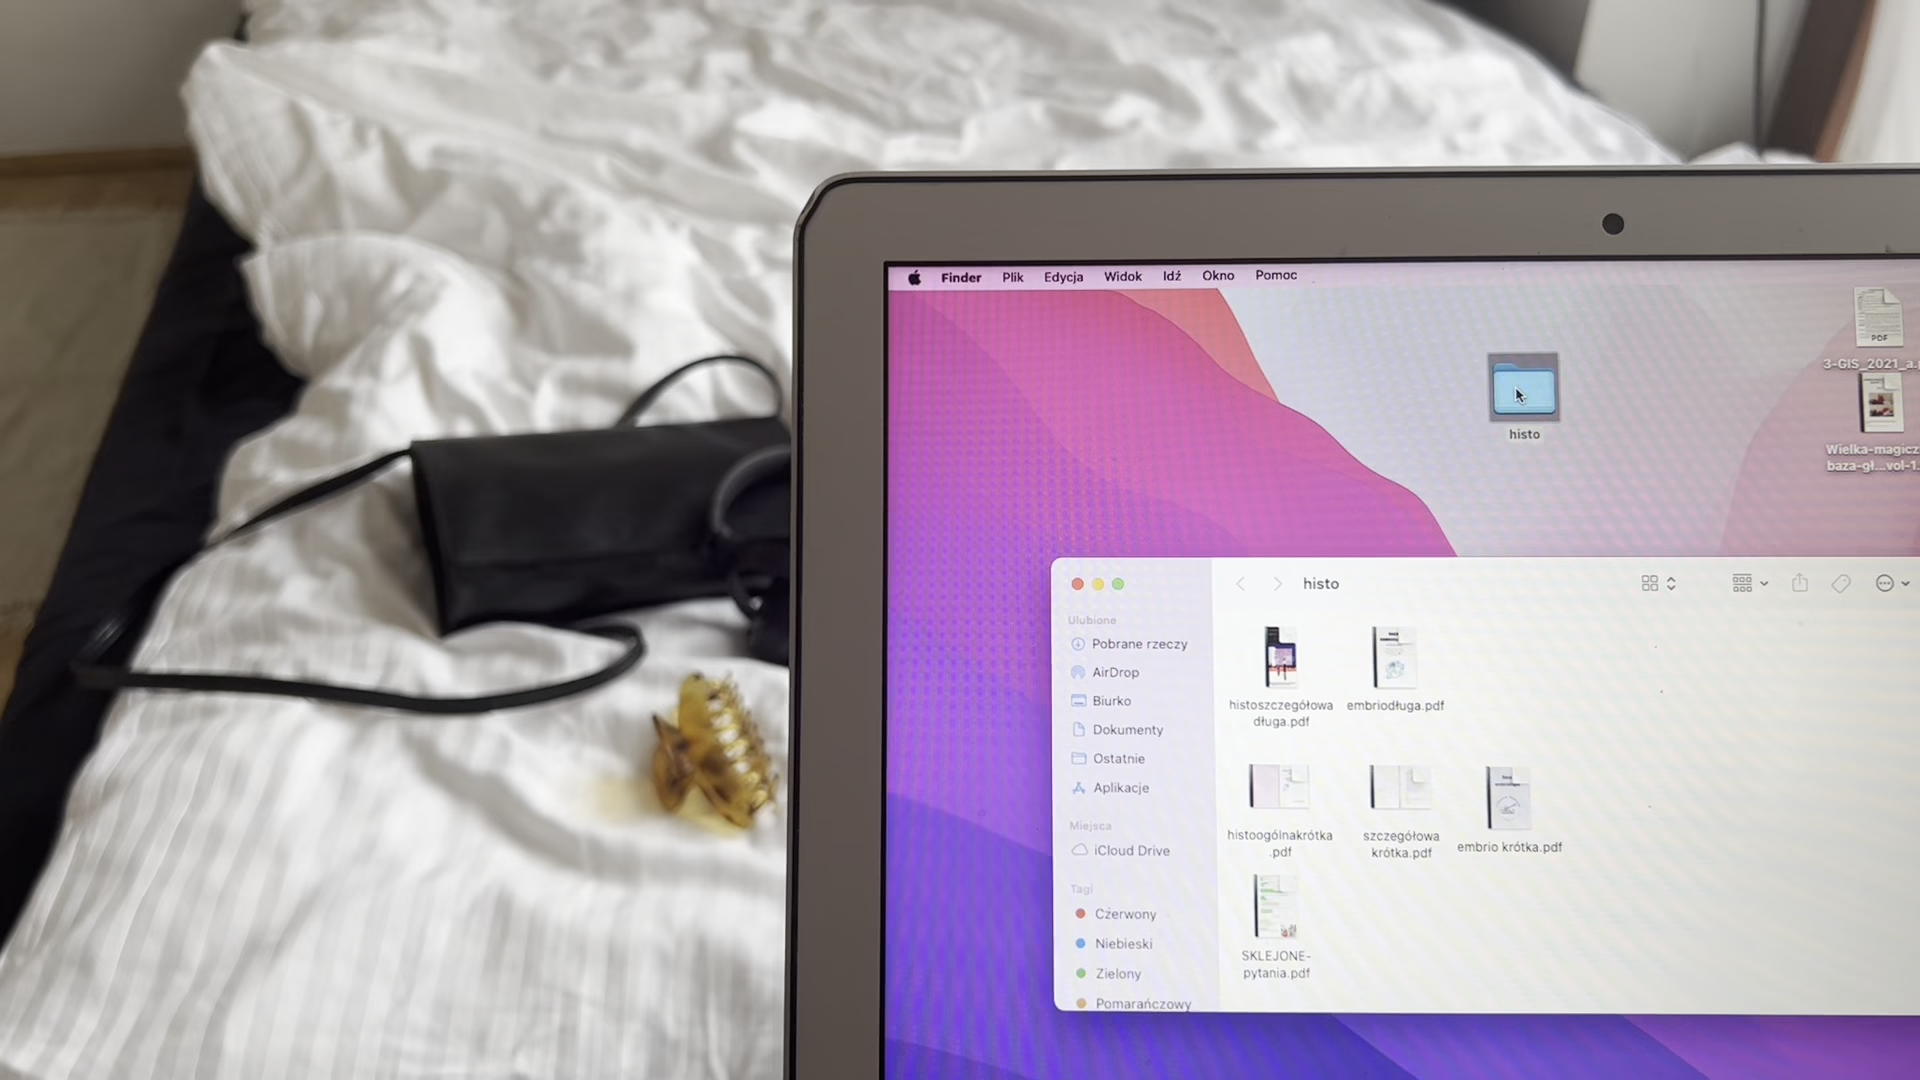 Finder Plik Edycja Widok Idź Okno Pomoc
PDF
3-GIS_2021_a.
histo
Wielka-magicz
baza-gł...vol-1.
histo
Ulubione
Pobrane rzeczy
AirDrop
Biurko
Dokumenty
Ostatnie
Aplikacje
Miejsca
iCloud Drive
Tagi
Czerwony
Niebieski
Zielony
Pomarańczowy
histoszczegółowa
długa.pdf
embriodługa.pdf
histoogólnakrótka
.pdf
szczegółowa
krótka.pdf
embrio krótka.pdf
SKLEJONE-
pytania.pdf